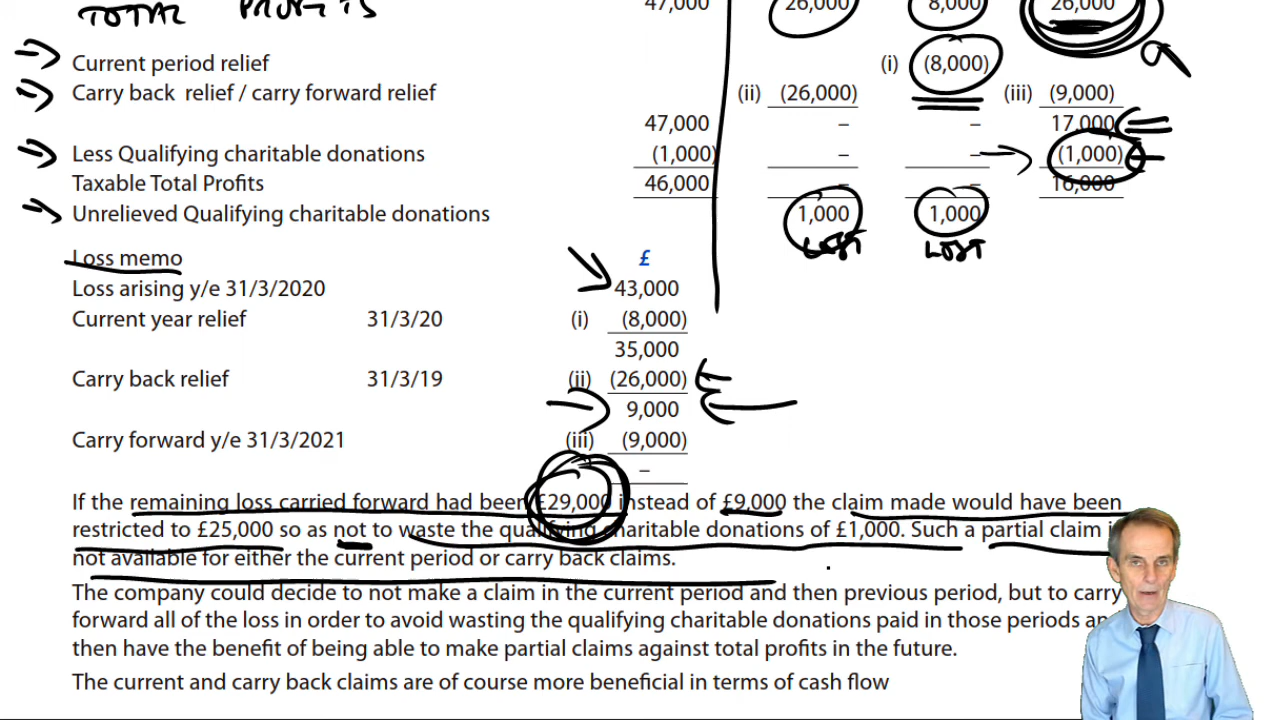 TOTAL PROFITS 47,000 26,000 8,000 26,000
Current period relief (i) (8,000)
Carry back relief / carry forward relief (ii) (26,000) (iii) (9,000)
47,000 – – 17,000
Less Qualifying charitable donations (1,000) – – (1,000)
Taxable Total Profits 46,000 – – 16,000
Unrelieved Qualifying charitable donations 1,000 1,000
LOST LOST
Loss memo £
Loss arising y/e 31/3/2020 43,000
Current year relief 31/3/20 (i) (8,000)
35,000
Carry back relief 31/3/19 (ii) (26,000)
9,000
Carry forward y/e 31/3/2021 (iii) (9,000)
–
If the remaining loss carried forward had been £29,000 instead of £9,000 the claim made would have been
restricted to £25,000 so as not to waste the qualifying charitable donations of £1,000. Such a partial claim
not available for either the current period or carry back claims.
The company could decide to not make a claim in the current period and then previous period, but to carry
forward all of the loss in order to avoid wasting the qualifying charitable donations paid in those periods
then have the benefit of being able to make partial claims against total profits in the future.
The current and carry back claims are of course more beneficial in terms of cash flow